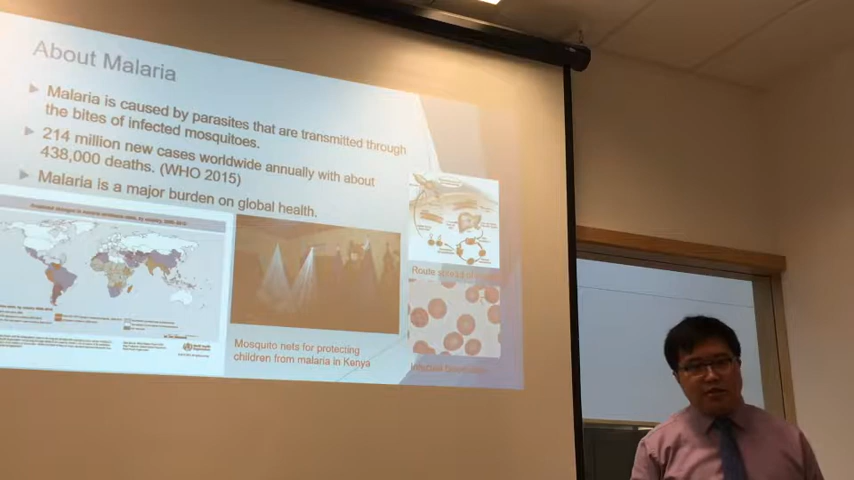 About Malaria
Malaria is caused by parasites that are transmitted through
the bites of infected mosquitoes.
214 million new cases worldwide annually with about
438,000 deaths. (WHO 2015)
Malaria is a major burden on global health.
Route
Mosquito nets for protecting
children from malaria in Kenya